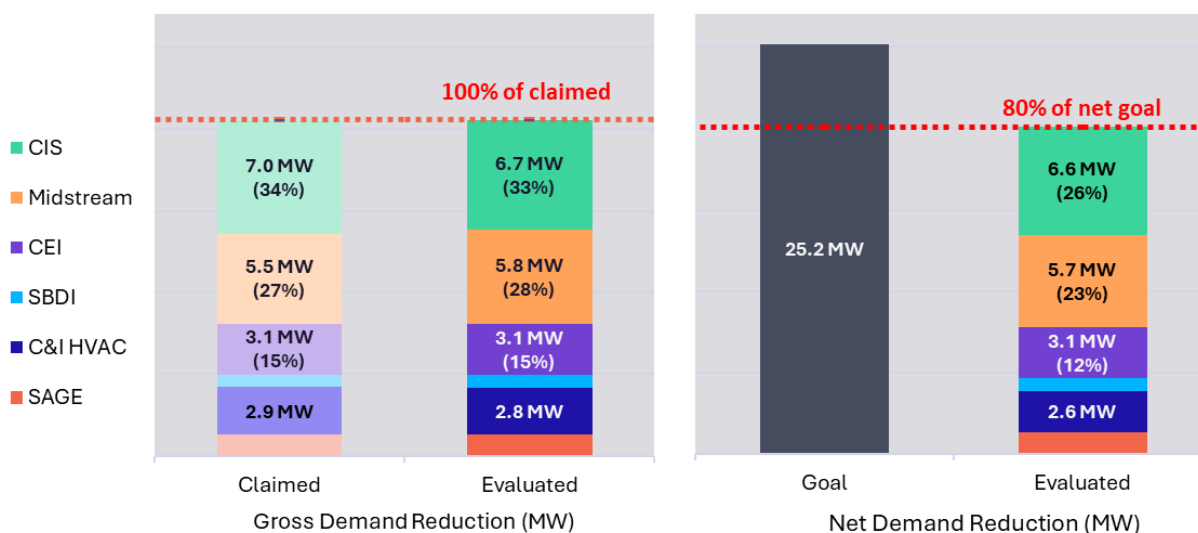 CIS
Midstream
CEI
SBDI
C&I HVAC
SAGE
100% of claimed
7.0 MW
(34%)
5.5 MW
(27%)
3.1 MW
(15%)
2.9 MW
6.7 MW
(33%)
5.8 MW
(28%)
3.1 MW
(15%)
2.8 MW
Claimed
Evaluated
Gross Demand Reduction (MW)
80% of net goal
25.2 MW
6.6 MW
(26%)
5.7 MW
(23%)
3.1 MW
(12%)
2.6 MW
Goal
Evaluated
Net Demand Reduction (MW)